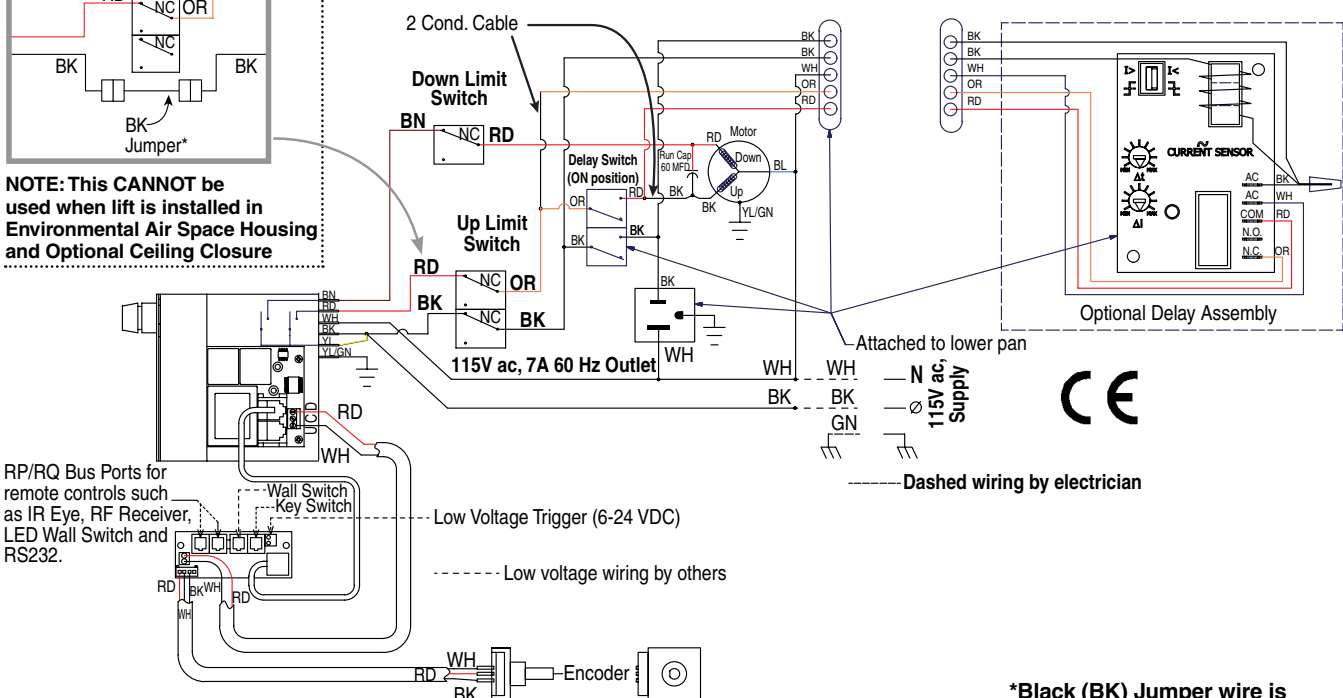 NC
OR
NC
BK
BK
BK
Jumper*
NOTE: This CANNOT be
used when lift is installed in
Environmental Air Space Housing
and Optional Ceiling Closure
2 Cond. Cable
Down Limit
Switch
BN
NC
RD
Delay Switch
(ON position)
OR
RD
BK
BK
BK
Run Cap
60 MFD
RD
Motor
Down
Up
BL
BK
BK
YL/GN
BK
BK
WH
OR
RD
BK
BK
WH
OR
RD
I>
I<
CURRENT SENSOR
MIN
MAX
Δt
MIN
MAX
ΔI
AC
BK
AC
WH
COM
RD
N.O.
N.C.
OR
Optional Delay Assembly
Up Limit
Switch
RD
NC
OR
BK
NC
BK
BK
WH
115V ac, 7A 60 Hz Outlet
Attached to lower pan
BN
RD
WH
BK
YL
YL/GN
WH
WH
N
BK
BK
Ø
GN
115V ac,
Supply
CE
Dashed wiring by electrician
U C D
RD
WH
RP/RQ Bus Ports for
remote controls such
as IR Eye, RF Receiver,
LED Wall Switch and
RS232.
Wall Switch
Key Switch
Low Voltage Trigger (6-24 VDC)
Low voltage wiring by others
RD
BK
WH
RD
WH
WH
RD
BK
Encoder
*Black (BK) Jumper wire is